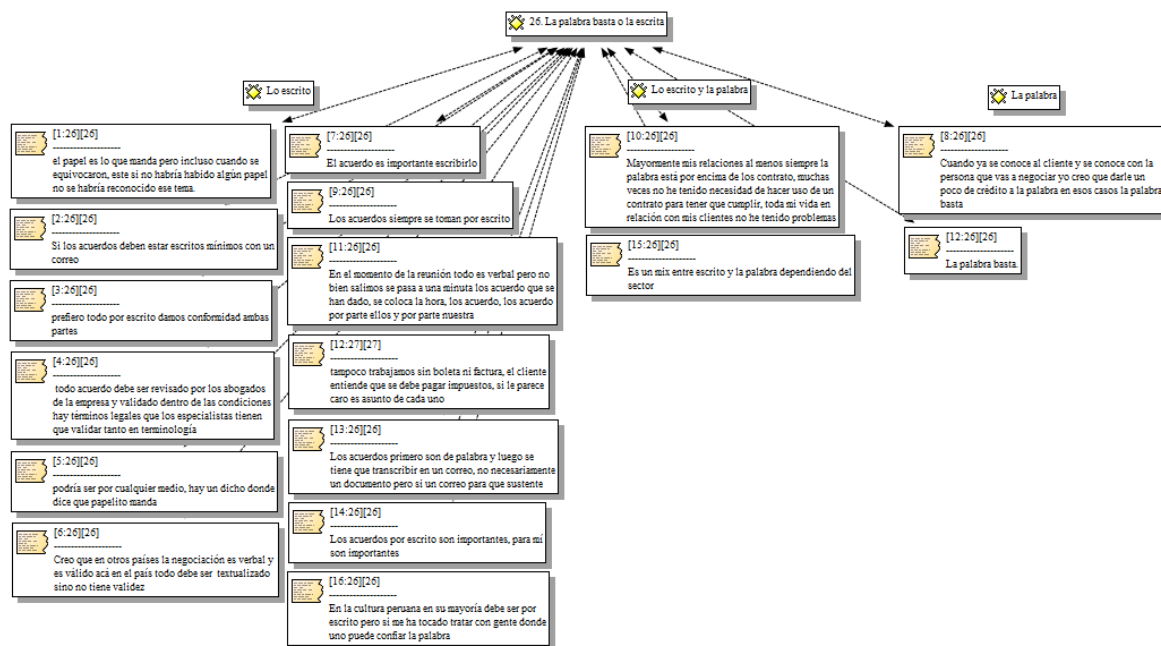 26. La palabra basta o la escrita
Lo escrito
[1:26][26]
--------------------
el papel es lo que manda pero incluso cuando se
equivocaron, este si no habría habido algún papel
no se habría reconocido ese tema.
[2:26][26]
--------------------
Si los acuerdos deben estar escritos mínimos con un
correo
[3:26][26]
--------------------
prefiero todo por escrito damos conformidad ambas
partes
[4:26][26]
--------------------
todo acuerdo debe ser revisado por los abogados
de la empresa y validado dentro de las condiciones
hay términos legales que los especialistas tienen
que validar tanto en terminología
[5:26][26]
--------------------
podría ser por cualquier medio, hay un dicho donde
dice que papelito manda
[6:26][26]
--------------------
Creo que en otros países la negociación es verbal y
es válido acá en el país todo debe ser textualizado
sino no tiene validez
[7:26][26]
--------------------
El acuerdo es importante escribirlo
[9:26][26]
--------------------
Los acuerdos siempre se toman por escrito
[11:26][26]
--------------------
En el momento de la reunión todo es verbal pero no
bien salimos se pasa a una minuta los acuerdo que se
han dado, se coloca la hora, los acuerdo, los acuerdo
por parte ellos y por parte nuestra
[12:27][27]
--------------------
tampoco trabajamos sin boleta ni factura, el cliente
entiende que se debe pagar impuestos, si le parece
caro es asunto de cada uno
[13:26][26]
--------------------
Los acuerdos primero son de palabra y luego se
tiene que transcribir en un correo, no necesariamente
un documento pero si un correo para que sustente
[14:26][26]
--------------------
Los acuerdos por escrito son importantes, para mí
son importantes
[16:26][26]
--------------------
En la cultura peruana en su mayoría debe ser por
escrito pero si me ha tocado tratar con gente donde
uno puede confiar la palabra
Lo escrito y la palabra
[10:26][26]
--------------------
Mayormente mis relaciones al menos siempre la
palabra está por encima de los contrato, muchas
veces no he tenido necesidad de hacer uso de un
contrato para tener que cumplir, toda mi vida en
relación con mis clientes no he tenido problemas
[15:26][26]
--------------------
Es un mix entre escrito y la palabra dependiendo del
sector
La palabra
[8:26][26]
--------------------
Cuando ya se conoce al cliente y se conoce con la
persona que vas a negociar yo creo que darle un
poco de crédito a la palabra en esos casos la palabra
basta
[12:26][26]
--------------------
La palabra basta.